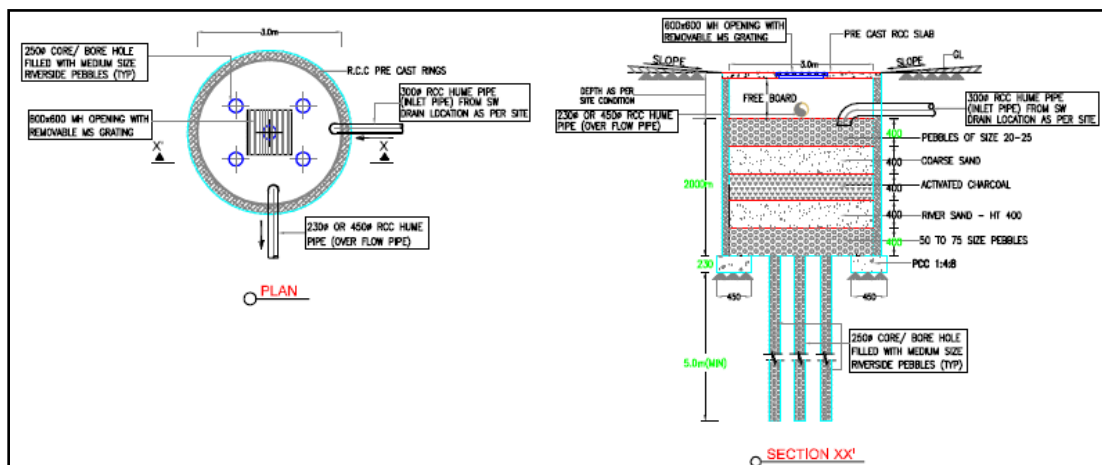 3.0m
250ø CORE/ BORE HOLE
FILLED WITH MEDIUM SIZE
RIVERSIDE PEBBLES (TYP)
R.C.C PRE CAST RINGS
600x600 MH OPENING WITH
REMOVABLE MS GRATING
300ø RCC HUME PIPE
(INLET PIPE) FROM SW
DRAIN LOCATION AS PER SITE
X'
X
230ø OR 450ø RCC HUME
PIPE (OVER FLOW PIPE)
PLAN
600x600 MH OPENING WITH
REMOVABLE MS GRATING
PRE CAST RCC SLAB
SLOPE
3.0m
SLOPE
GL
DEPTH AS PER
SITE CONDITION
FREE BOARD
230ø OR 450ø RCC HUME
PIPE (OVER FLOW PIPE)
300ø RCC HUME PIPE
(INLET PIPE) FROM SW
DRAIN LOCATION AS PER SITE
400
PEBBLES OF SIZE 20-25
400
COARSE SAND
2000m
400
ACTIVATED CHARCOAL
400
RIVER SAND - HT 400
400
50 TO 75 SIZE PEBBLES
230
PCC 1:4:8
450
450
5.0m(MIN)
250ø CORE/ BORE HOLE
FILLED WITH MEDIUM SIZE
RIVERSIDE PEBBLES (TYP)
SECTION XX'